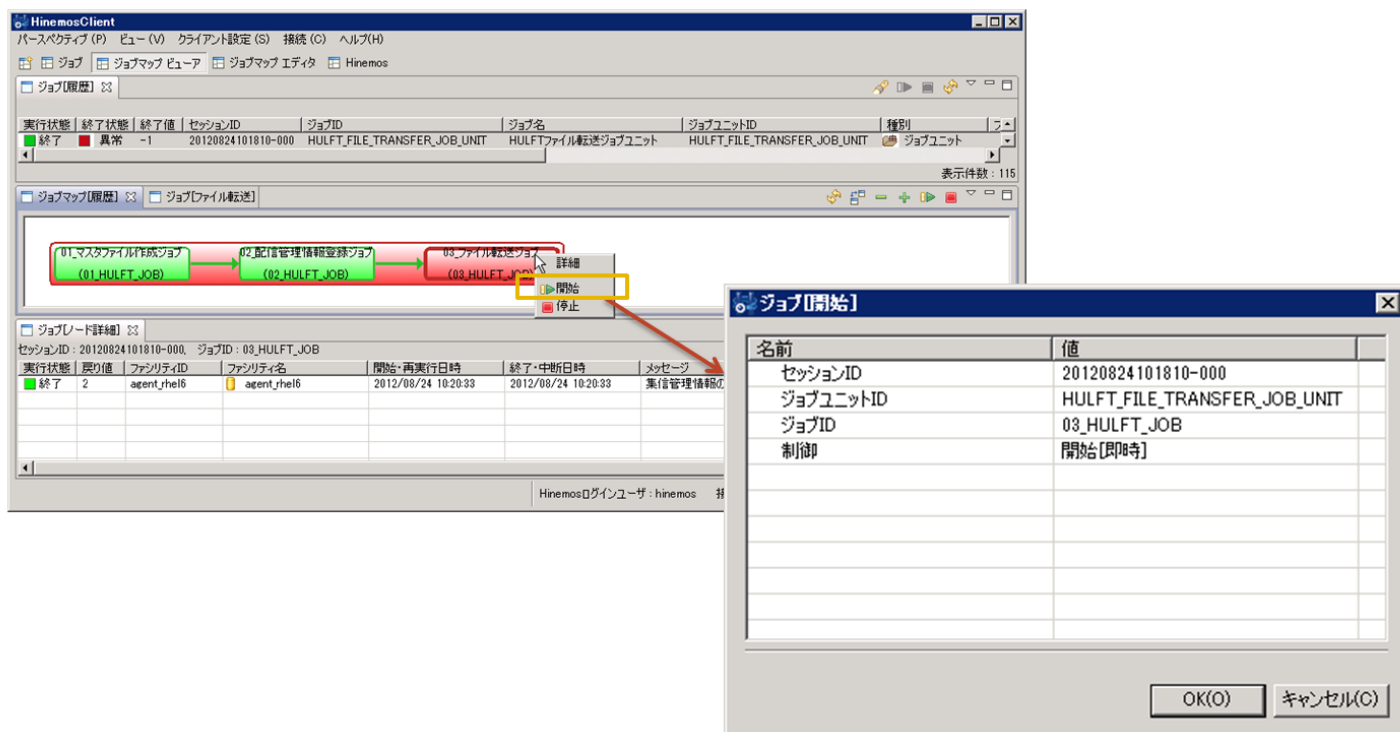 HinemosClient
パースペクティブ (P) ビュー (V) クライアント設定 (S) 接続 (C) ヘルプ(H)
ジョブ ジョブマップ ビューア ジョブマップ エディタ Hinemos
ジョブ[履歴]
実行状態 終了状態 終了値 セッションID ジョブID ジョブ名 ジョブユニットID 種別
終了 異常 -1 20120824101810-000 HULFT_FILE_TRANSFER_JOB_UNIT HULFTファイル転送ジョブユニット HULFT_FILE_TRANSFER_JOB_UNIT ジョブユニット
表示件数 : 115
ジョブマップ[履歴] ジョブ[ファイル転送]
01_マスタファイル作成ジョブ 02_配信管理情報登録ジョブ 03_ファイル転送ジョブ
(01_HULFT_JOB) (02_HULFT_JOB) (03_HULFT_JOB)
詳細
開始
停止
ジョブ[ノード詳細]
セッションID : 20120824101810-000, ジョブID : 03_HULFT_JOB
実行状態 戻り値 ファシリティID ファシリティ名 開始・再実行日時 終了・中断日時 メッセージ
終了 2 agent_rhel6 agent_rhel6 2012/08/24 10:20:33 2012/08/24 10:20:33 集信管理情報の
Hinemosログインユーザ : hinemos
ジョブ[開始]
名前 値
セッションID 20120824101810-000
ジョブユニットID HULFT_FILE_TRANSFER_JOB_UNIT
ジョブID 03_HULFT_JOB
制御 開始[即時]
OK(O) キャンセル(C)